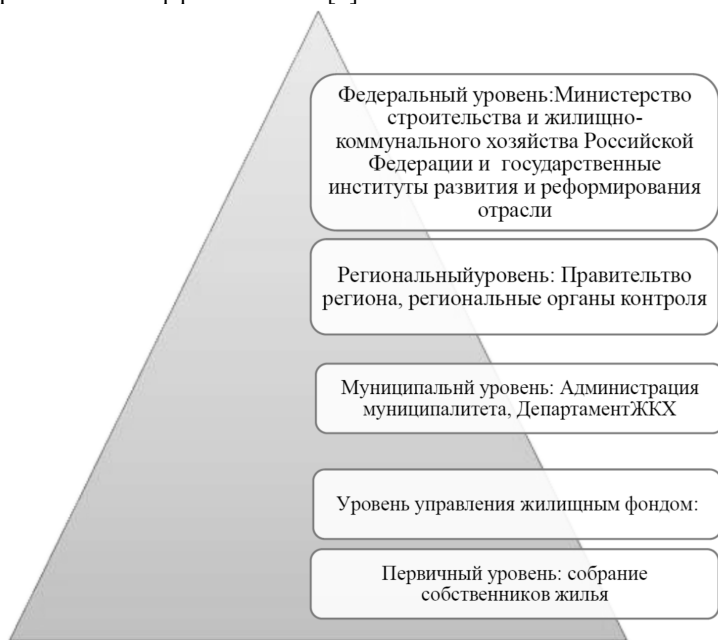 Федеральный уровень:Министерство
строительства и жилищно-
коммунального хозяйства Российской
Федерации и государственные
институты развития и реформирования
отрасли
Региональныйуровень: Правительтво
региона, региональные органы контроля
Муниципальнй уровень: Администрация
муниципалитета, ДепартаментЖКХ
Уровень управления жилищным фондом:
Первичный уровень: собрание
собственников жилья